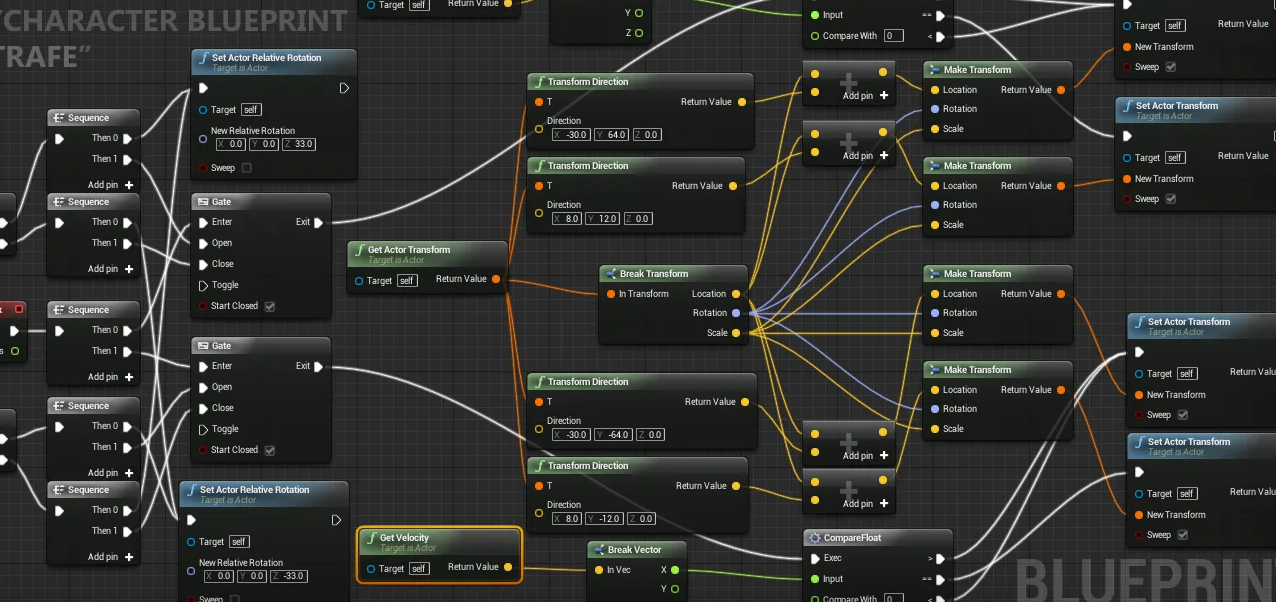 "CHARACTER BLUEPRINT
TRAFE"
Sequence
Then 0
Then 1
Add pin +
Sequence
Then 0
Then 1
Add pin +
Sequence
Then 0
Then 1
Add pin +
Sequence
Then 0
Then 1
Add pin +
Sequence
Then 0
Then 1
Add pin +
Set Actor Relative Rotation
Target is Actor
Target self
New Relative Rotation
X 0.0 Y 0.0 Z 33.0
Sweep
Gate
Enter Exit
Open
Close
Toggle
Start Closed
Gate
Enter Exit
Open
Close
Toggle
Start Closed
Set Actor Relative Rotation
Target is Actor
Target self
New Relative Rotation
X 0.0 Y 0.0 Z -33.0
Sweep
Target self Return Value
Get Actor Transform
Target is Actor
Target self Return Value
Get Velocity
Target is Actor
Target self Return Value
Y
Z
Transform Direction
T Return Value
Direction
X -30.0 Y 64.0 Z 0.0
Transform Direction
T Return Value
Direction
X 8.0 Y 12.0 Z 0.0
Break Transform
In Transform Location
Rotation
Scale
Transform Direction
T Return Value
Direction
X -30.0 Y -64.0 Z 0.0
Transform Direction
T Return Value
Direction
X 8.0 Y -12.0 Z 0.0
Break Vector
In Vec X
Y
Input ==
Compare With 0 <
Add pin +
Add pin +
Add pin +
Add pin +
CompareFloat
Exec >
Input ==
Compare With 0 <
Make Transform
Location Return Value
Rotation
Scale
Make Transform
Location Return Value
Rotation
Scale
Make Transform
Location Return Value
Rotation
Scale
Make Transform
Location Return Value
Rotation
Scale
Target self Return Value
New Transform
Sweep
Set Actor Transform
Target is Actor
Return Value
Target self
New Transform
Sweep
Set Actor Transform
Target is Actor
Target self Return Valu
New Transform
Sweep
Set Actor Transform
Target is Actor
Target self Return Valu
New Transform
Sweep
BLUEPRIN